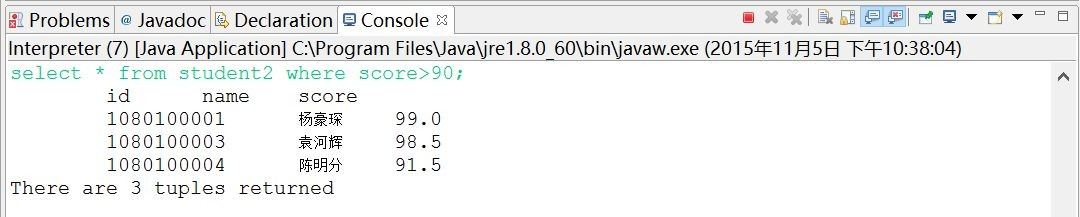 Problems @ Javadoc Declaration Console
Interpreter (7) [Java Application] C:\Program Files\Java\jre1.8.0_60\bin\javaw.exe (2015年11月5日 下午10:38:04)
select * from student2 where score>90;
id name score
1080100001 杨豪琛 99.0
1080100003 袁河辉 98.5
1080100004 陈明分 91.5
There are 3 tuples returned